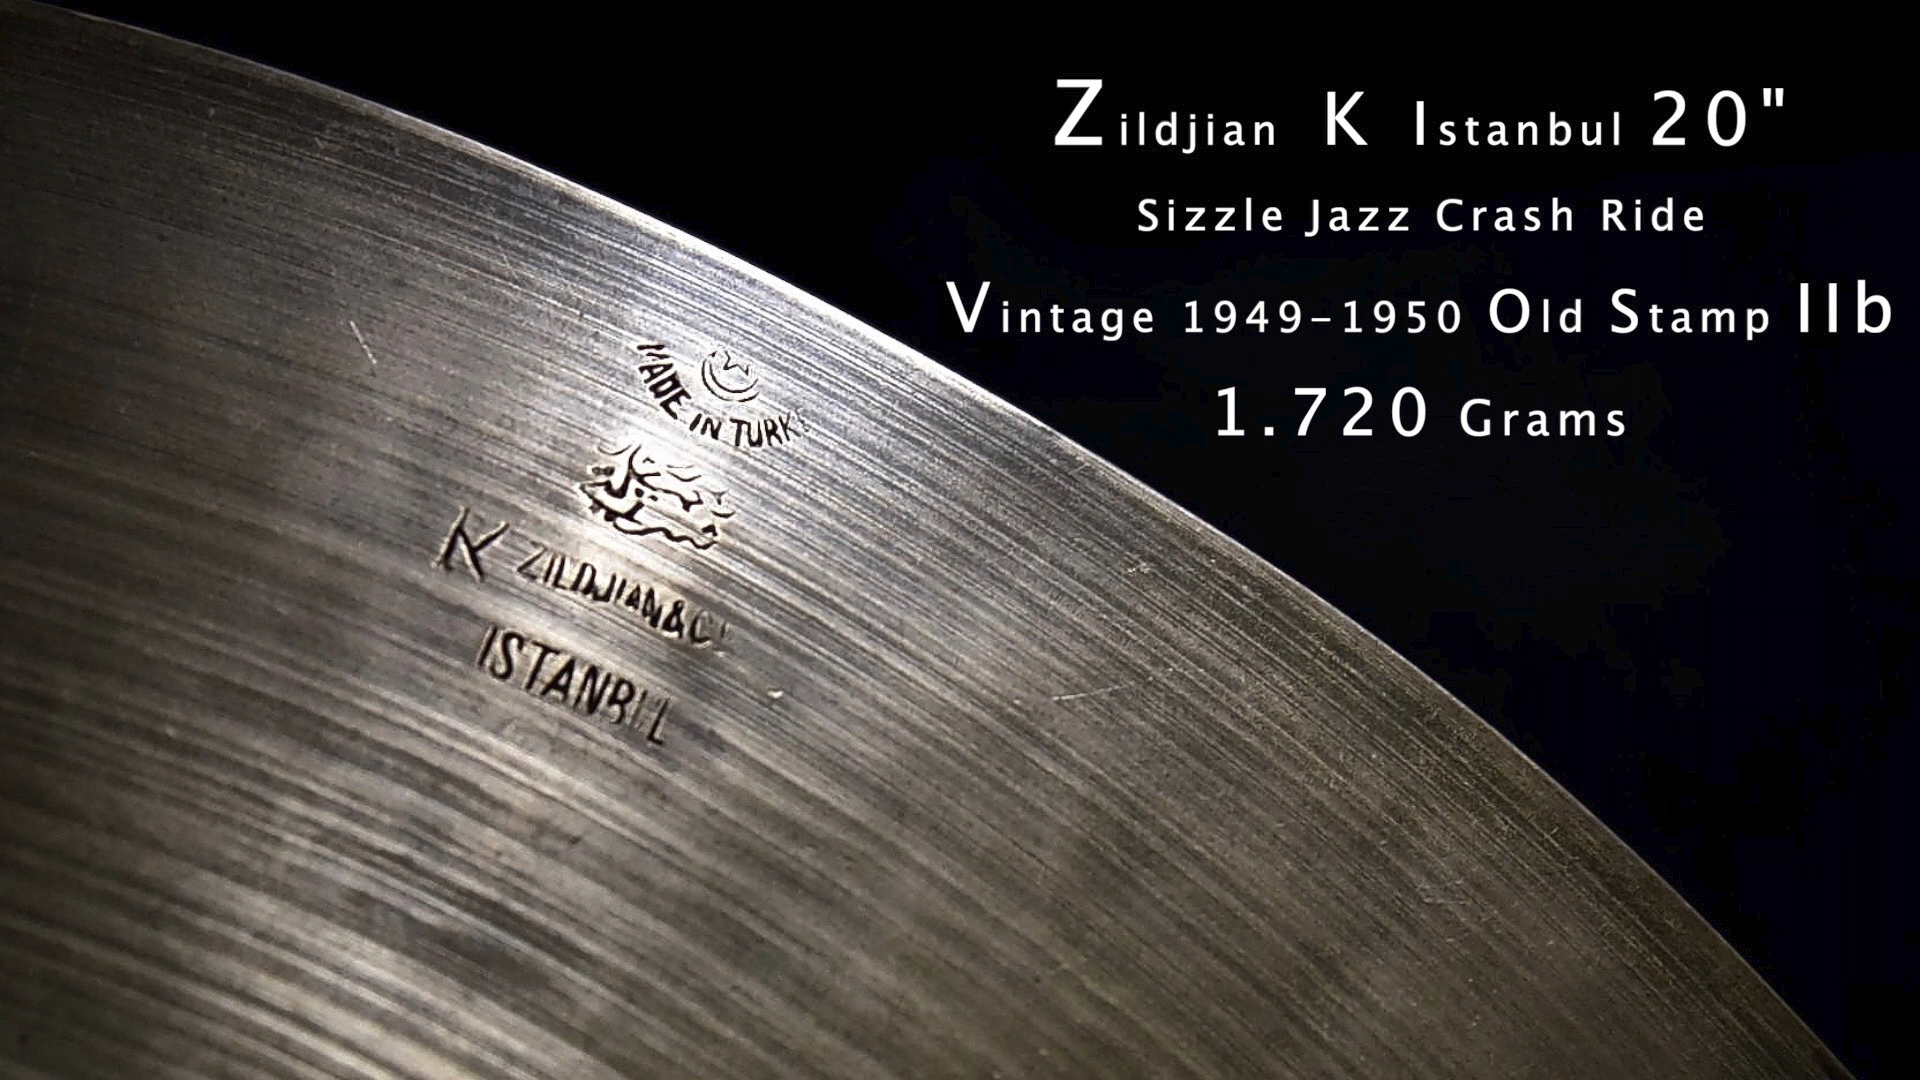 Zildjian K Istanbul 20"
Sizzle Jazz Crash Ride
Vintage 1949-1950 Old Stamp IIb
1.720 Grams
MADE IN TURK
K ZILDJIAN & C
ISTANBUL